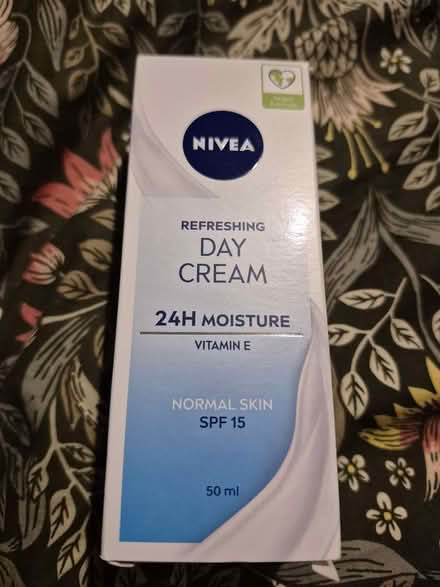 NIVEA
REFRESHING
DAY
CREAM
24H MOISTURE
VITAMIN E
NORMAL SKIN
SPF 15
50 ml